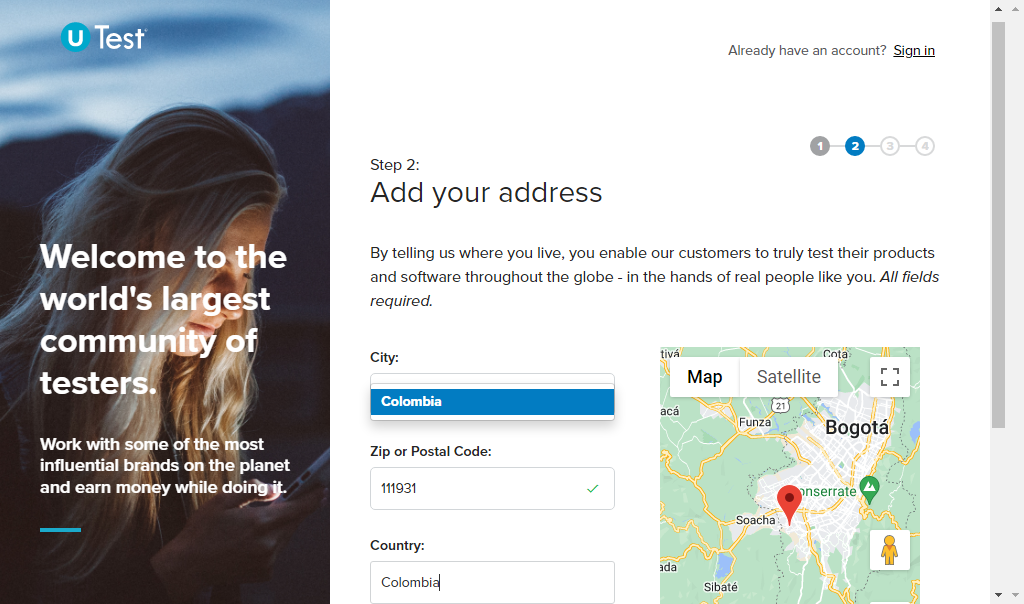 U Test
Already have an account? Sign in
1 2 3 4
Step 2:
Add your address
By telling us where you live, you enable our customers to truly test their products
and software throughout the globe - in the hands of real people like you. All fields
required.
Welcome to the
world's largest
community of
testers.
Work with some of the most
influential brands on the planet
and earn money while doing it.
City:
Colombia
Zip or Postal Code:
111931
Country:
Colombia
Map
Satellite
Cota
21
Funza
Bogotá
onserrate
Soacha
Sibaté